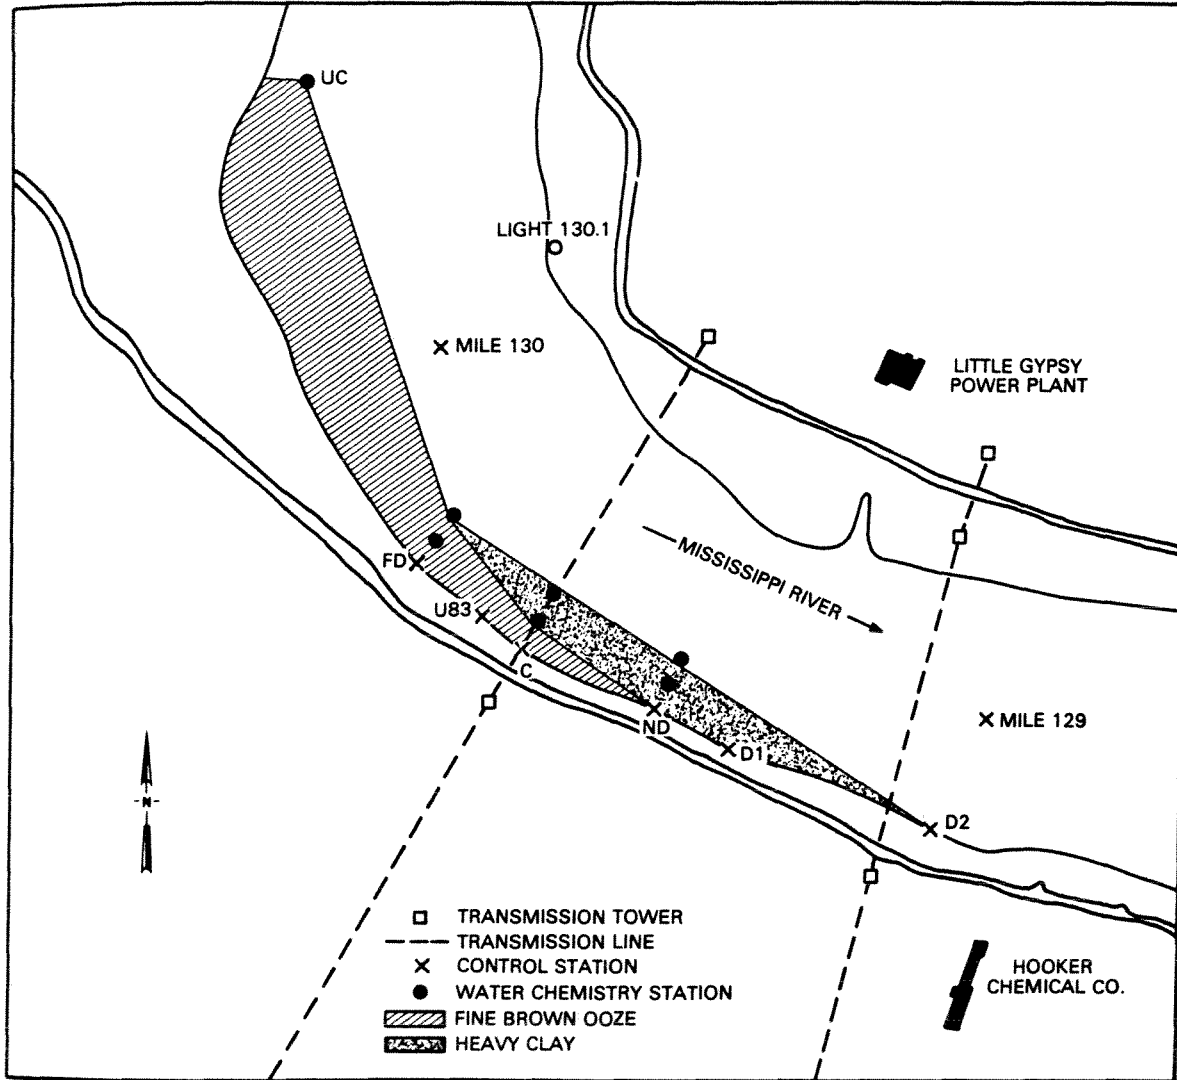 UC
LIGHT 130.1
MILE 130
LITTLE GYPSY
POWER PLANT
MISSISSIPPI RIVER
FD
U83
C
ND
D1
MILE 129
D2
N
TRANSMISSION TOWER
TRANSMISSION LINE
CONTROL STATION
WATER CHEMISTRY STATION
FINE BROWN OOZE
HEAVY CLAY
HOOKER
CHEMICAL CO.